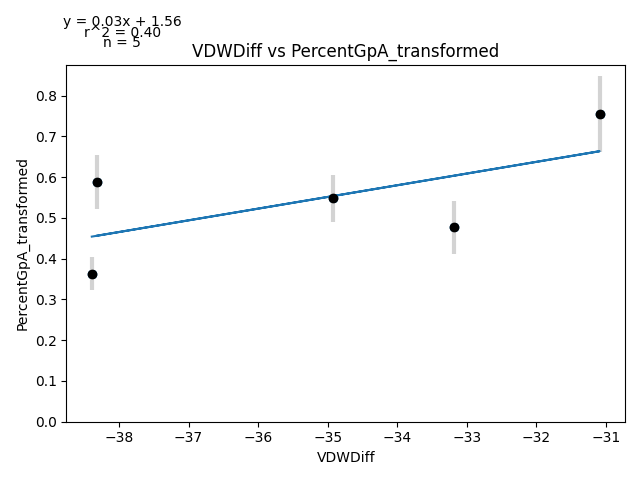 y = 0.03x + 1.56
r^2 = 0.40
n = 5
VDWDiff vs PercentGpA_transformed
PercentGpA_transformed
0.8
0.7
0.6
0.5
0.4
0.3
0.2
0.1
0.0
−38
−37
−36
−35
−34
−33
−32
−31
VDWDiff